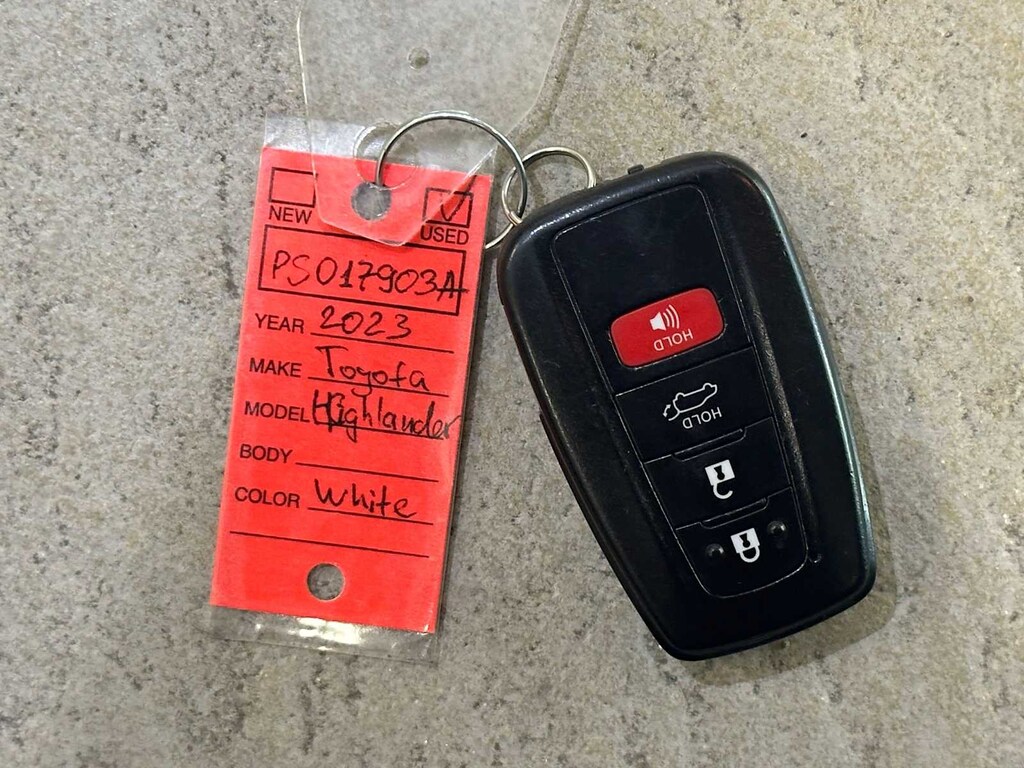 NEW
USED
PS017903A
YEAR 2023
MAKE Toyota
MODEL Highlander
BODY
COLOR White
HOLD
HOLD